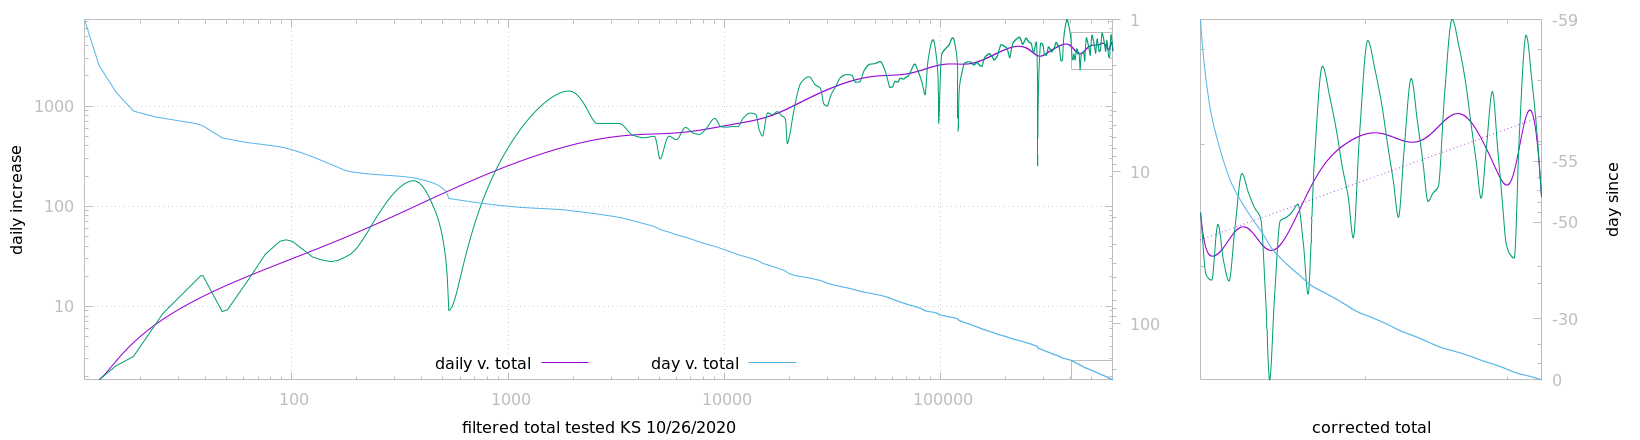 1
-59
1000
10
-55
100
-50
10
100
-30
daily v. total
day v. total
0
100
1000
10000
100000
filtered total tested KS 10/26/2020
corrected total
daily increase
day since